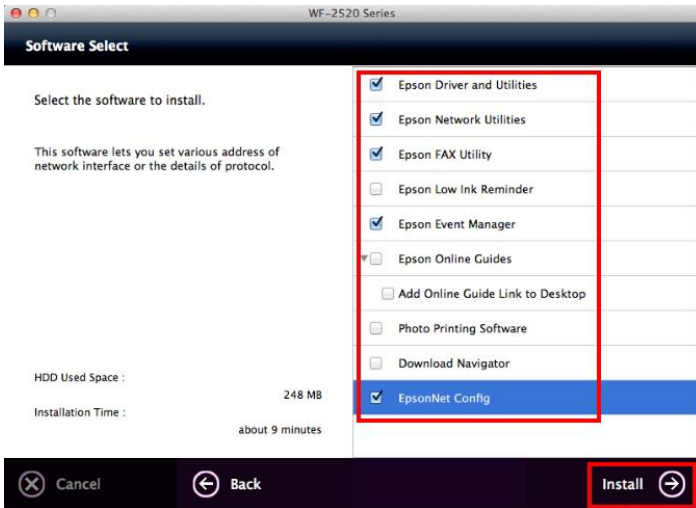 WF-2520 Series
Software Select
Select the software to install.
This software lets you set various address of
network interface or the details of protocol.
HDD Used Space :
248 MB
Installation Time :
about 9 minutes
Epson Driver and Utilities
Epson Network Utilities
Epson FAX Utility
Epson Low Ink Reminder
Epson Event Manager
Epson Online Guides
Add Online Guide Link to Desktop
Photo Printing Software
Download Navigator
EpsonNet Config
Cancel
Back
Install